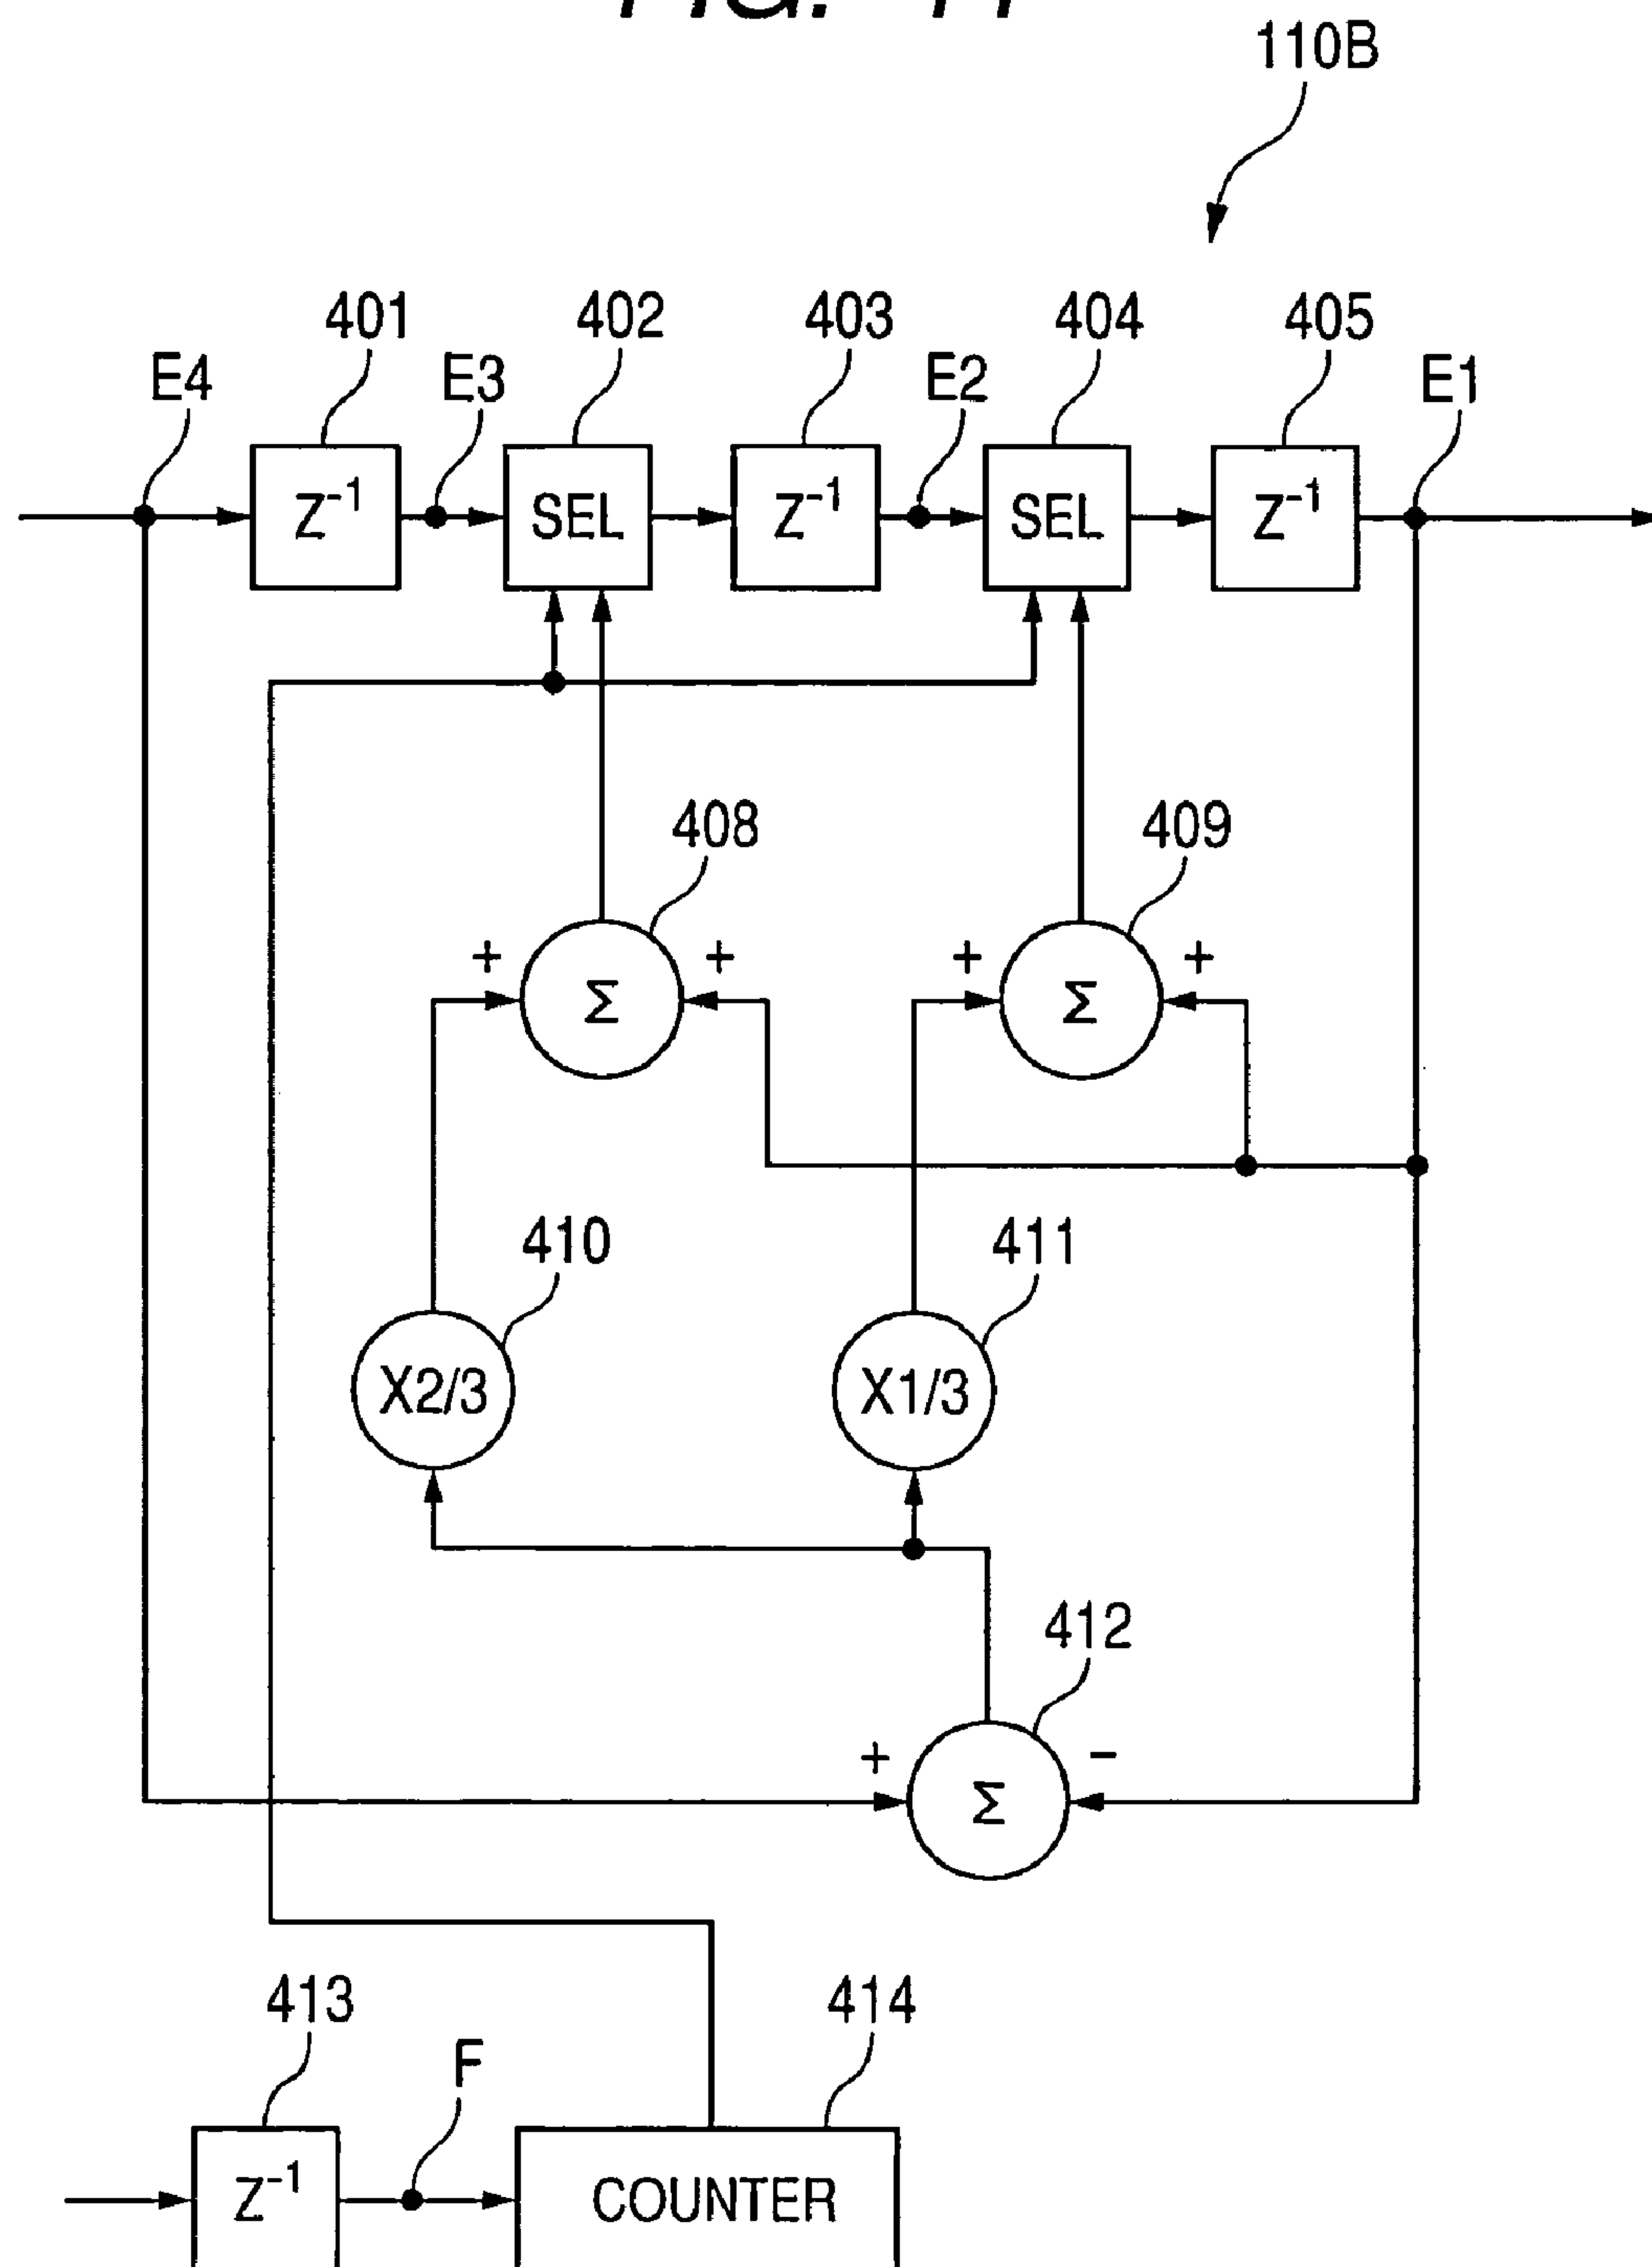 110B
401
402
403
404
405
E4
E3
E2
E1
Z⁻¹
SEL
Z⁻¹
SEL
Z⁻¹
408
409
+
+
+
+
Σ
Σ
410
411
X2/3
X1/3
412
+
−
Σ
413
414
F
Z⁻¹
COUNTER